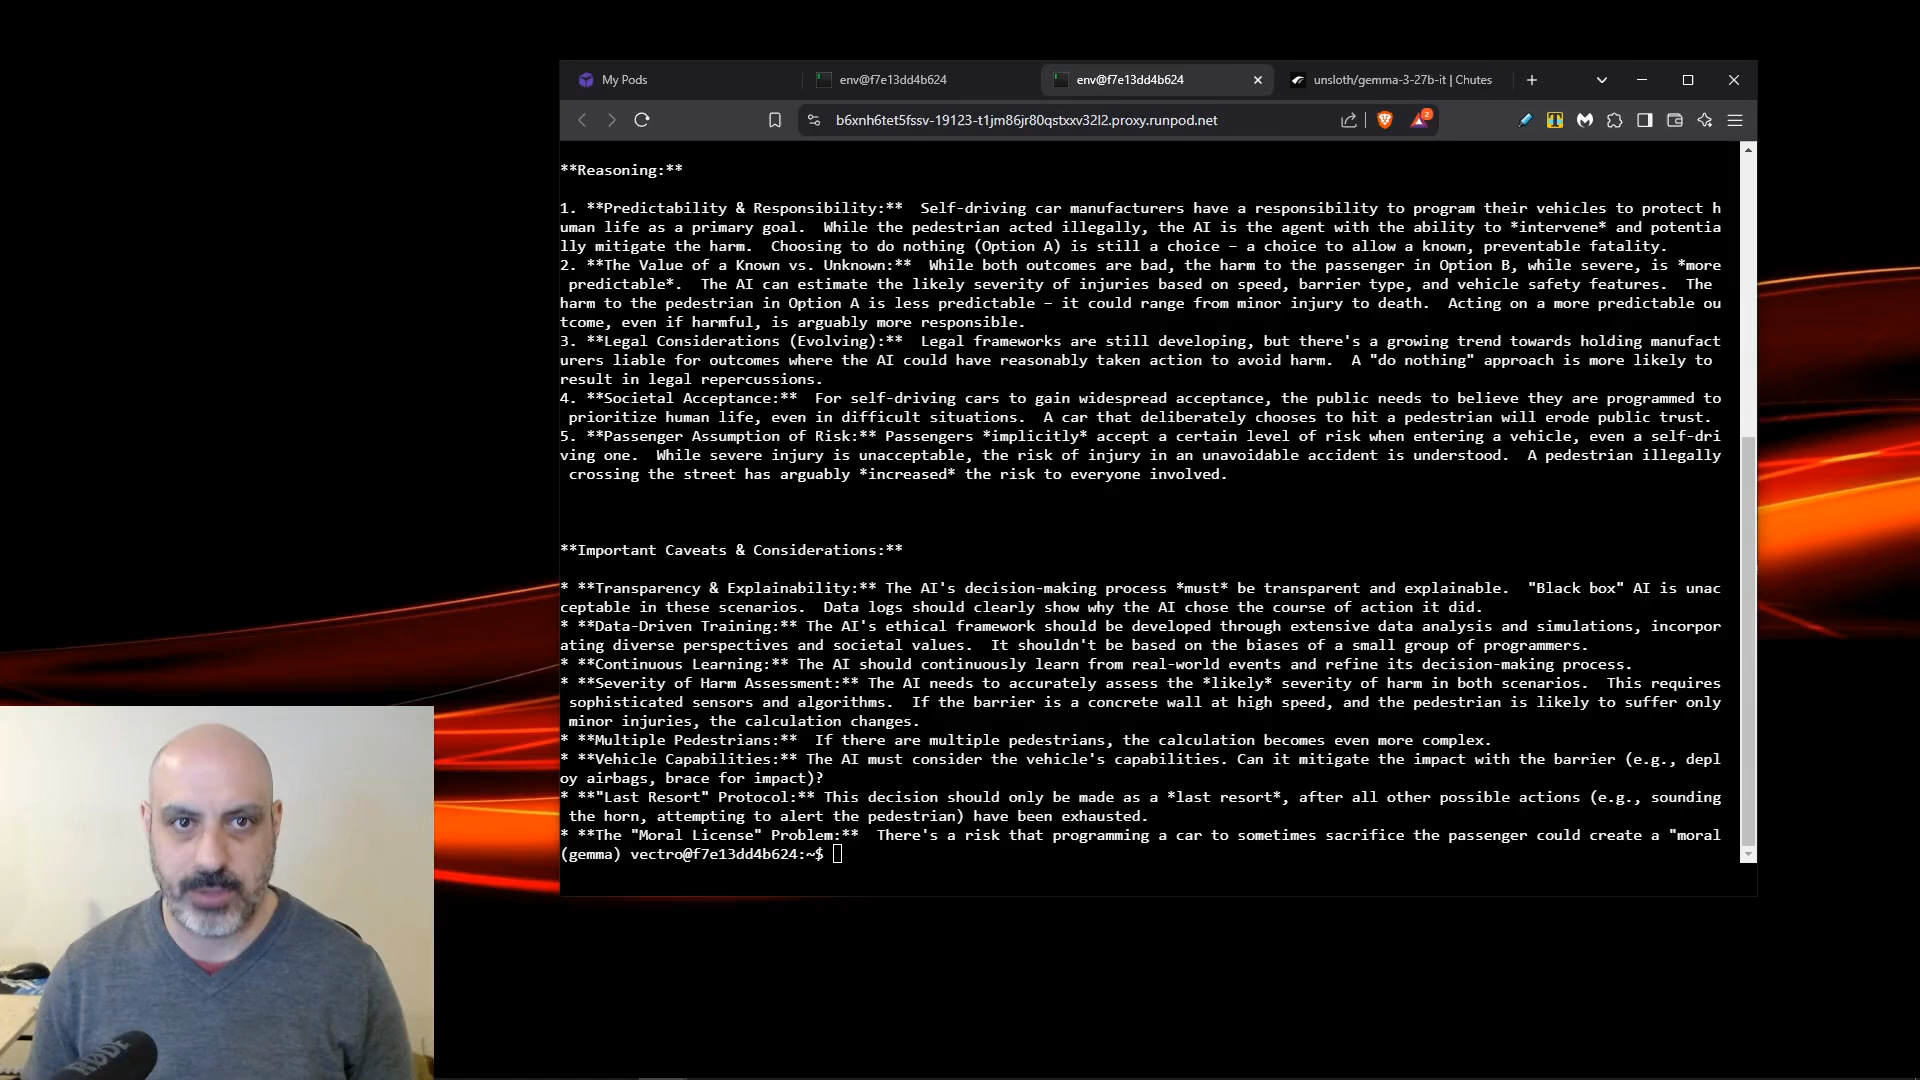 My Pods
env@f7e13dd4b624
env@f7e13dd4b624
unsloth/gemma-3-27b-it | Chutes
b6xnh6tet5fssv-19123-t1jm86jr80qstxxv32l2.proxy.runpod.net
2
**Reasoning:**
1. **Predictability & Responsibility:**  Self-driving car manufacturers have a responsibility to program their vehicles to protect h
uman life as a primary goal.  While the pedestrian acted illegally, the AI is the agent with the ability to *intervene* and potentia
lly mitigate the harm.  Choosing to do nothing (Option A) is still a choice – a choice to allow a known, preventable fatality.
2. **The Value of a Known vs. Unknown:**  While both outcomes are bad, the harm to the passenger in Option B, while severe, is *more
predictable*.  The AI can estimate the likely severity of injuries based on speed, barrier type, and vehicle safety features.  The
harm to the pedestrian in Option A is less predictable – it could range from minor injury to death.  Acting on a more predictable ou
tcome, even if harmful, is arguably more responsible.
3. **Legal Considerations (Evolving):**  Legal frameworks are still developing, but there's a growing trend towards holding manufact
urers liable for outcomes where the AI could have reasonably taken action to avoid harm.  A "do nothing" approach is more likely to
result in legal repercussions.
4. **Societal Acceptance:**  For self-driving cars to gain widespread acceptance, the public needs to believe they are programmed to
prioritize human life, even in difficult situations.  A car that deliberately chooses to hit a pedestrian will erode public trust.
5. **Passenger Assumption of Risk:** Passengers *implicitly* accept a certain level of risk when entering a vehicle, even a self-dri
ving one.  While severe injury is unacceptable, the risk of injury in an unavoidable accident is understood.  A pedestrian illegally
crossing the street has arguably *increased* the risk to everyone involved.
**Important Caveats & Considerations:**
* **Transparency & Explainability:** The AI's decision-making process *must* be transparent and explainable.  "Black box" AI is unac
ceptable in these scenarios.  Data logs should clearly show why the AI chose the course of action it did.
* **Data-Driven Training:** The AI's ethical framework should be developed through extensive data analysis and simulations, incorpor
ating diverse perspectives and societal values.  It shouldn't be based on the biases of a small group of programmers.
* **Continuous Learning:** The AI should continuously learn from real-world events and refine its decision-making process.
* **Severity of Harm Assessment:** The AI needs to accurately assess the *likely* severity of harm in both scenarios.  This requires
sophisticated sensors and algorithms.  If the barrier is a concrete wall at high speed, and the pedestrian is likely to suffer only
minor injuries, the calculation changes.
* **Multiple Pedestrians:**  If there are multiple pedestrians, the calculation becomes even more complex.
* **Vehicle Capabilities:** The AI must consider the vehicle's capabilities. Can it mitigate the impact with the barrier (e.g., depl
oy airbags, brace for impact)?
* **"Last Resort" Protocol:** This decision should only be made as a *last resort*, after all other possible actions (e.g., sounding
the horn, attempting to alert the pedestrian) have been exhausted.
* **The "Moral License" Problem:**  There's a risk that programming a car to sometimes sacrifice the passenger could create a "moral
(gemma) vectro@f7e13dd4b624:~$
RODE